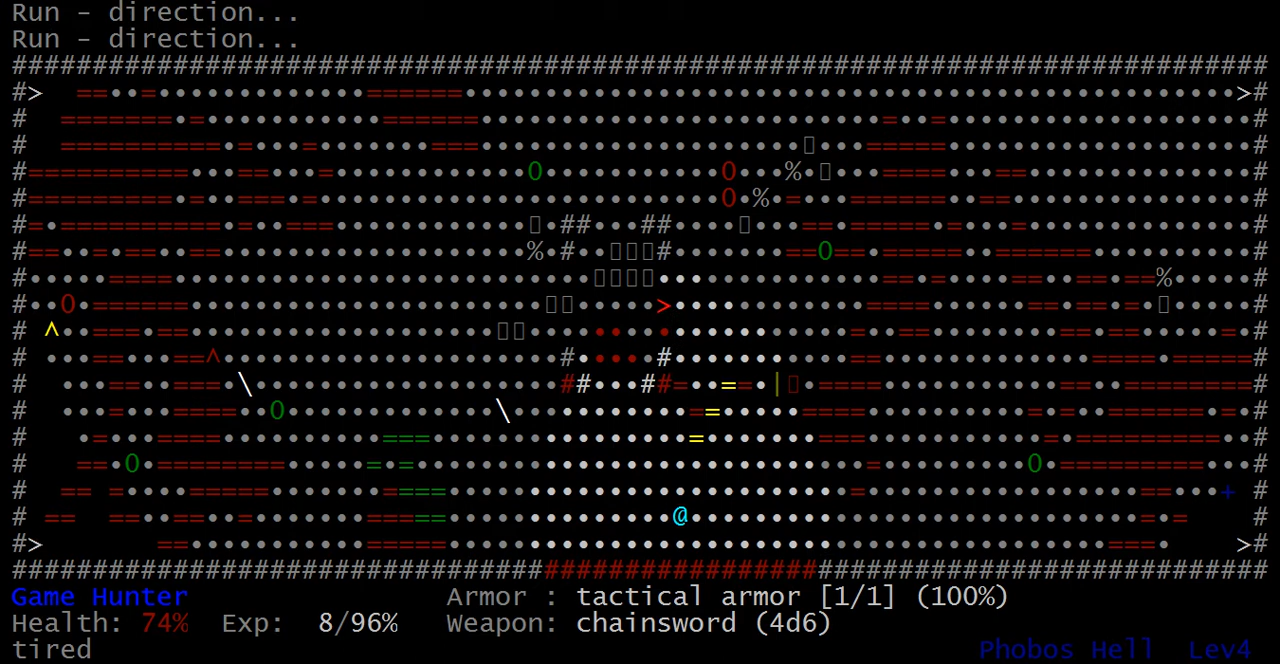 Run - direction...
Run - direction...
Game Hunter
Armor : tactical armor [1/1] (100%)
Health: 74% Exp: 8/96% Weapon: chainsword (4d6)
tired
Phobos Hell Lev4